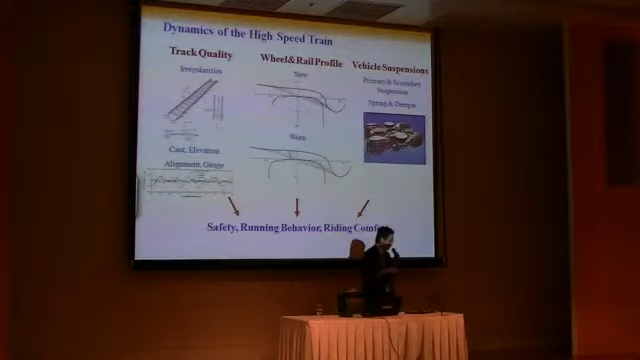 Dynamics of the High Speed Train
Track Quality
Irregularities
Cant, Elevation
Alignment, Gauge
Wheel&Rail Profile
New
Worn
Vehicle Suspensions
Primary & Secondary
Suspension
Spring & Damper
Safety, Running Behavior, Riding